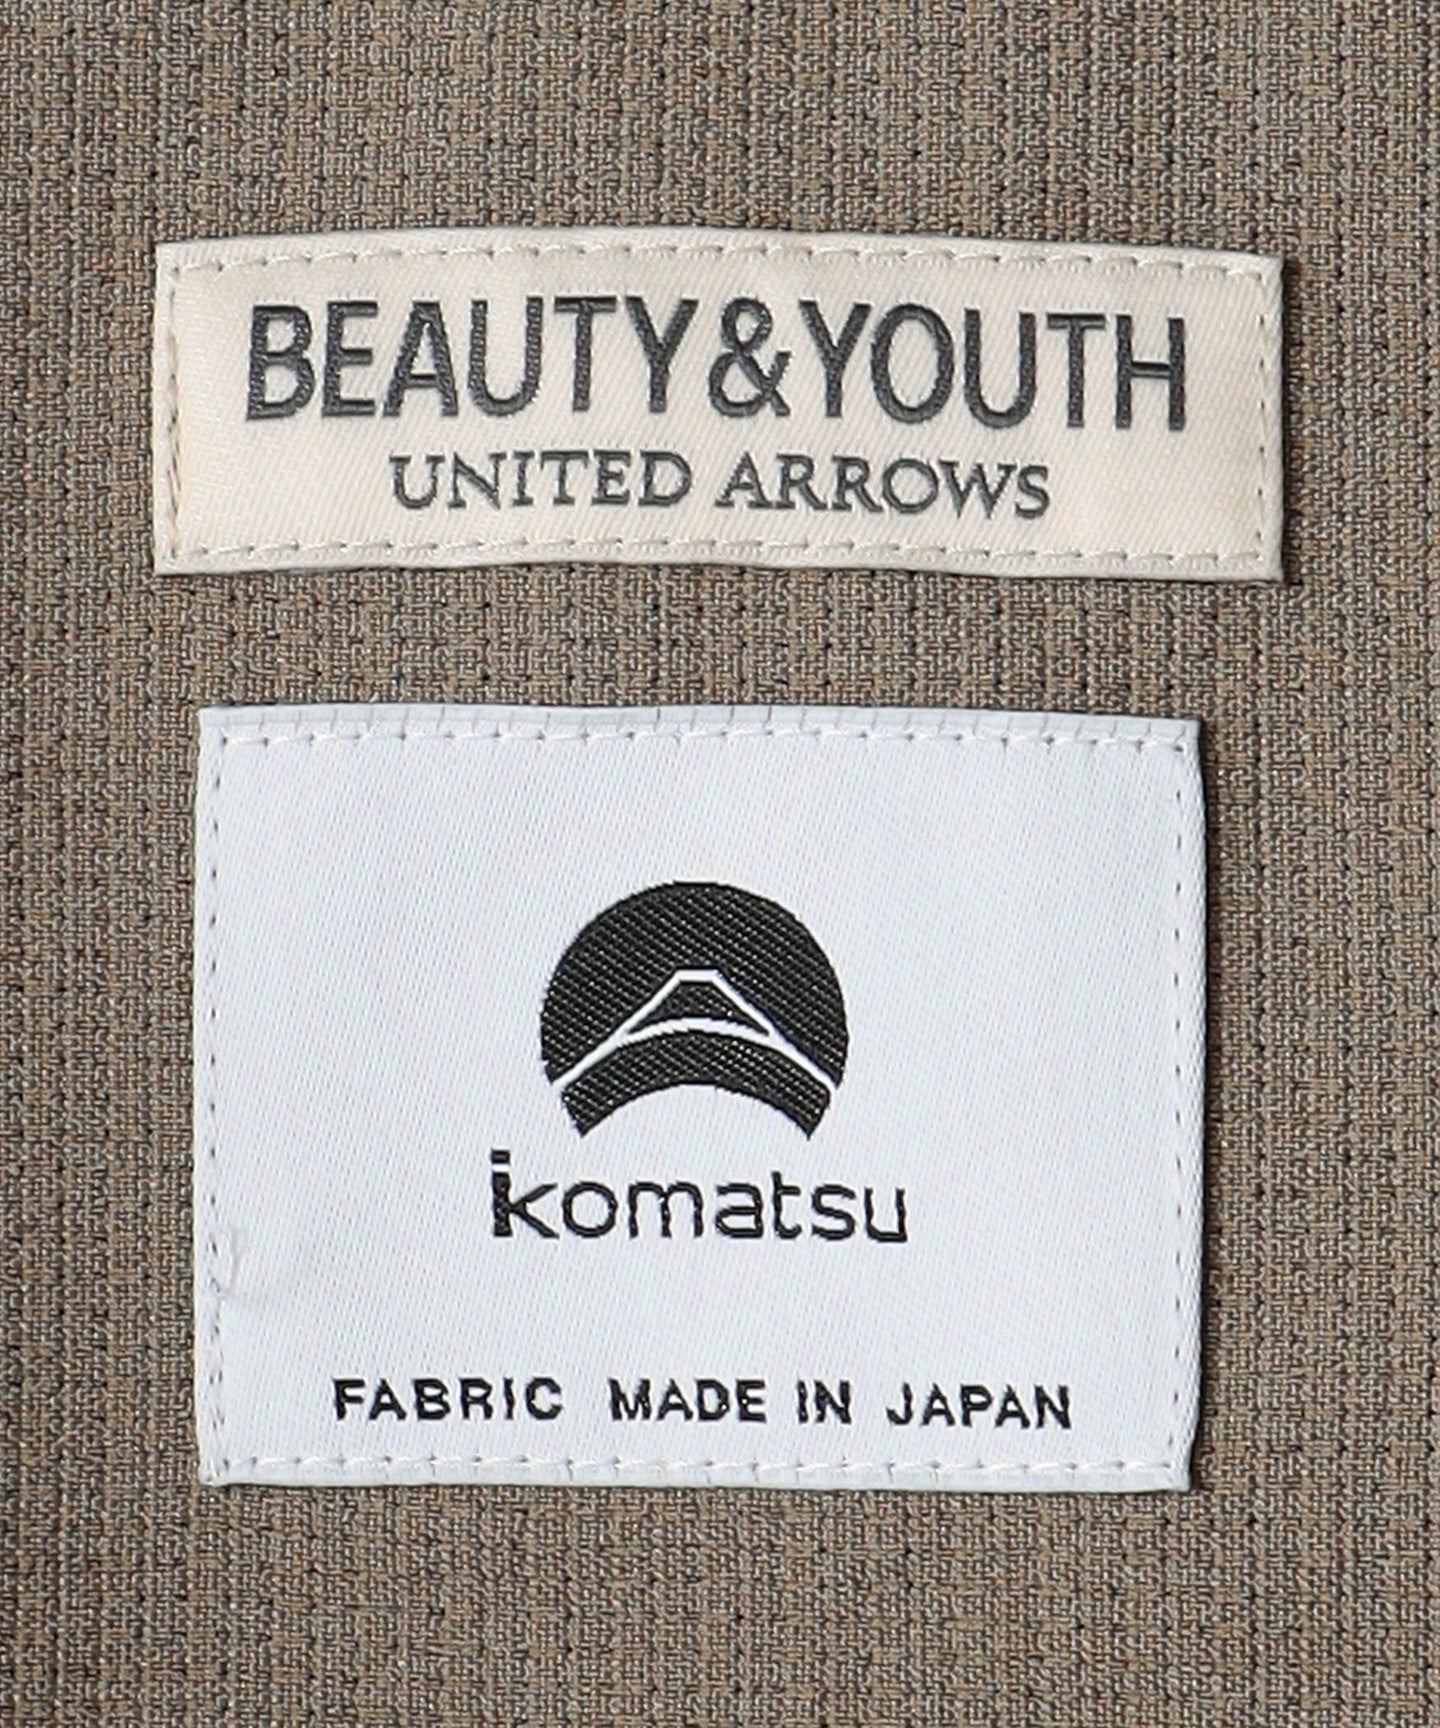 BEAUTY&YOUTH
UNITED ARROWS
komatsu
FABRIC MADE IN JAPAN